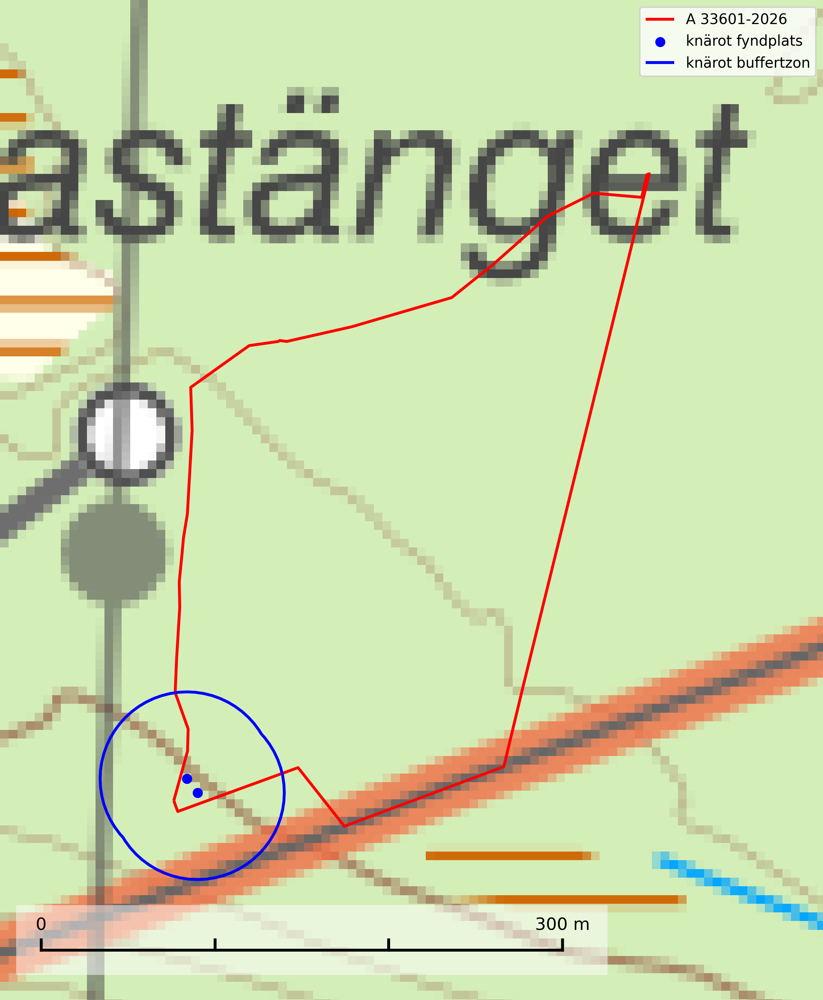 A 33601-2026
knärot fyndplats
knärot buffertzon
astänget
0 300 m